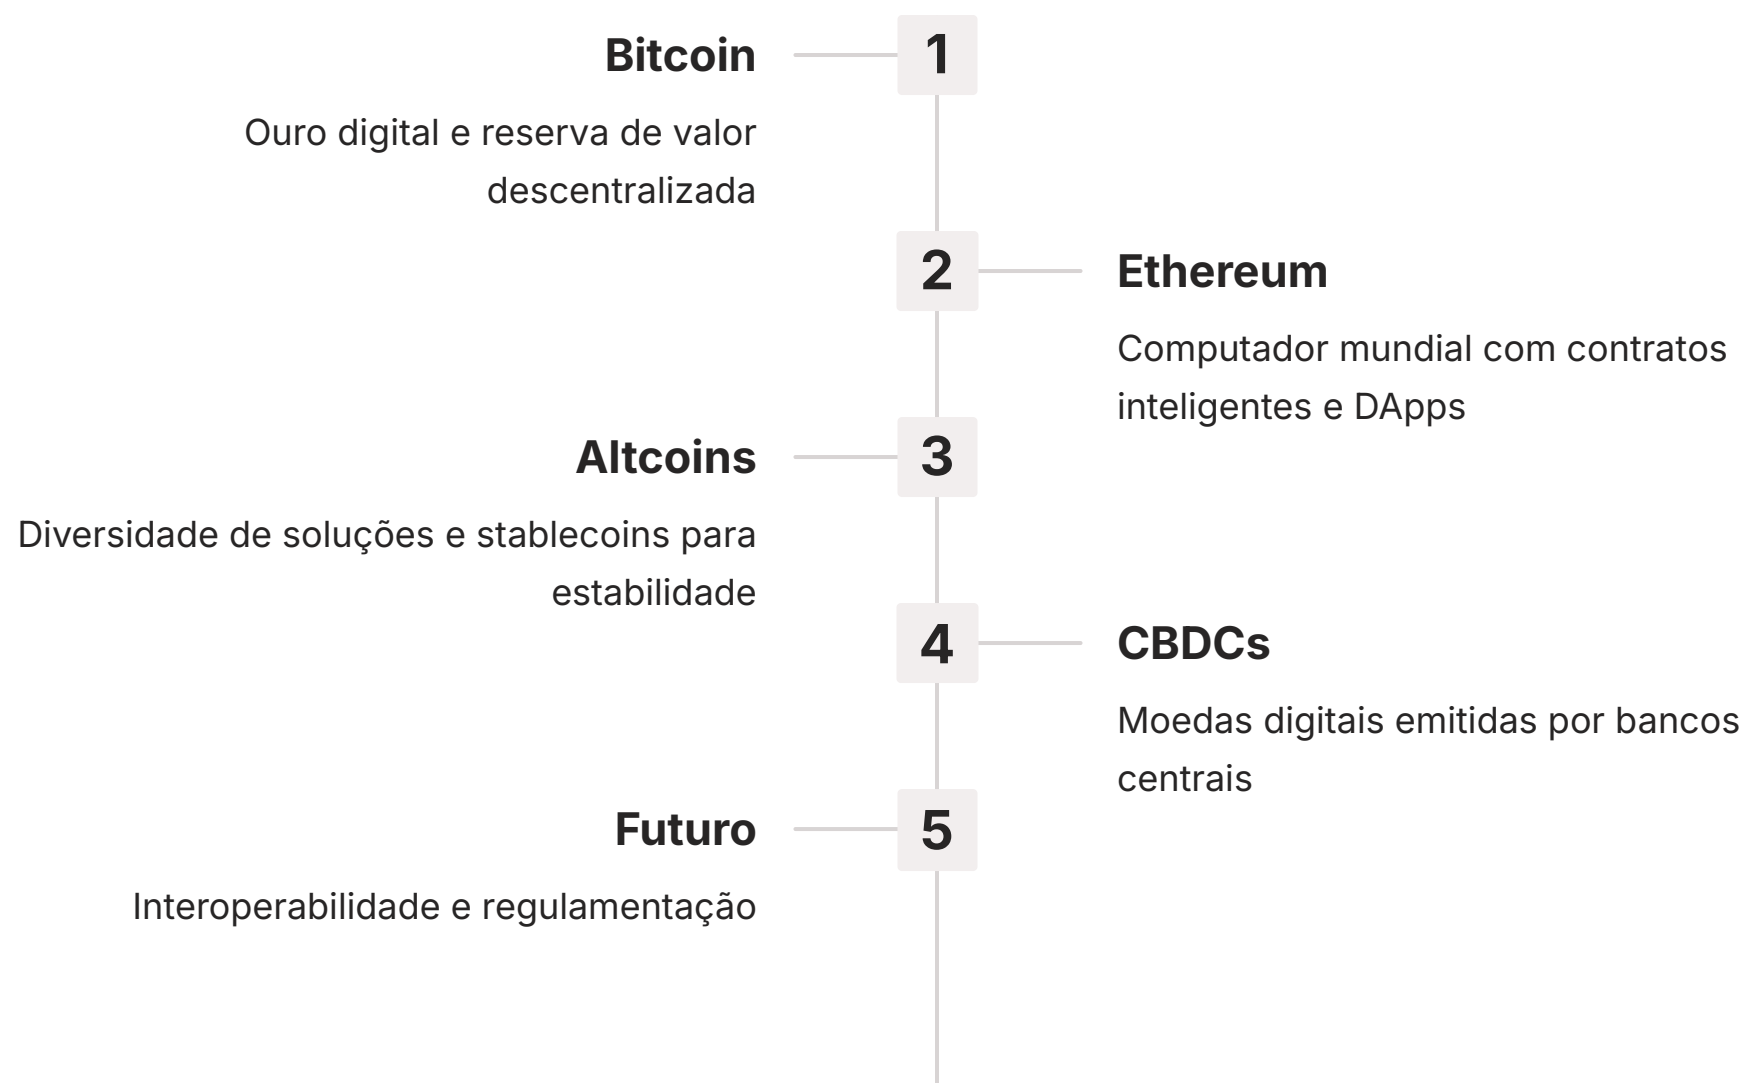 1
Bitcoin
Ouro digital e reserva de valor
descentralizada
2
Ethereum
Computador mundial com contratos
inteligentes e DApps
3
Altcoins
Diversidade de soluções e stablecoins para
estabilidade
4
CBDCs
Moedas digitais emitidas por bancos
centrais
5
Futuro
Interoperabilidade e regulamentação